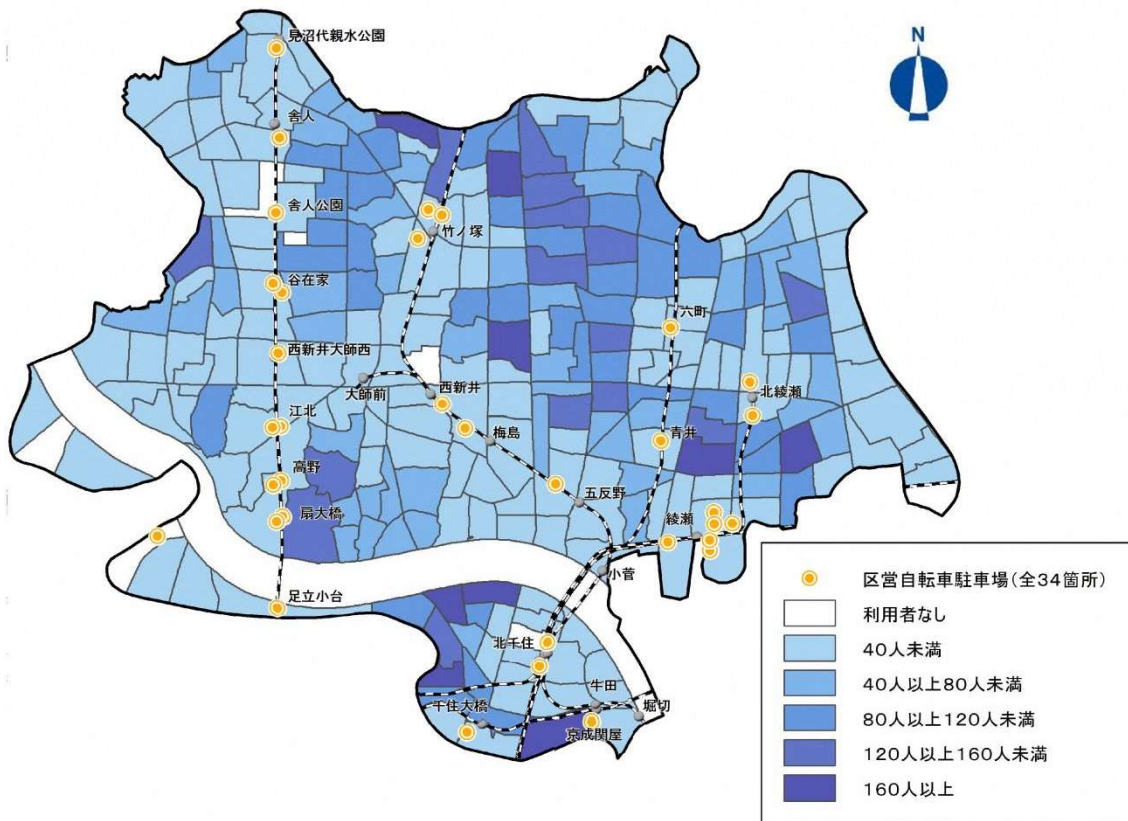 N
見沼代親水公園
舎人
舎人公園
竹ノ塚
谷在家
六町
西新井大師西
大師前
西新井
北綾瀬
江北
梅島
青井
高野
五反野
扇大橋
綾瀬
小菅
足立小台
北千住
牛田
千住大橋
堀切
京成関屋
区営自転車駐車場(全34箇所)
利用者なし
40人未満
40人以上80人未満
80人以上120人未満
120人以上160人未満
160人以上